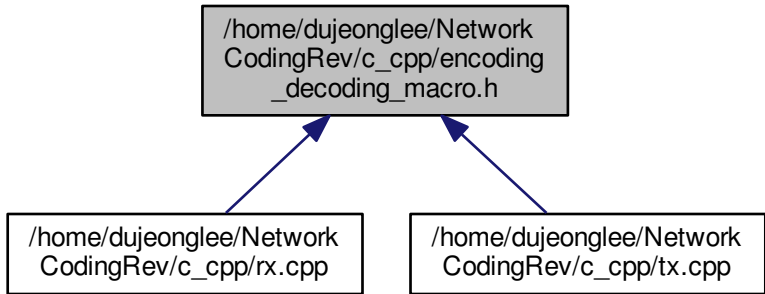 /home/dujeonglee/Network
CodingRev/c_cpp/encoding
_decoding_macro.h
/home/dujeonglee/Network
CodingRev/c_cpp/rx.cpp
/home/dujeonglee/Network
CodingRev/c_cpp/tx.cpp